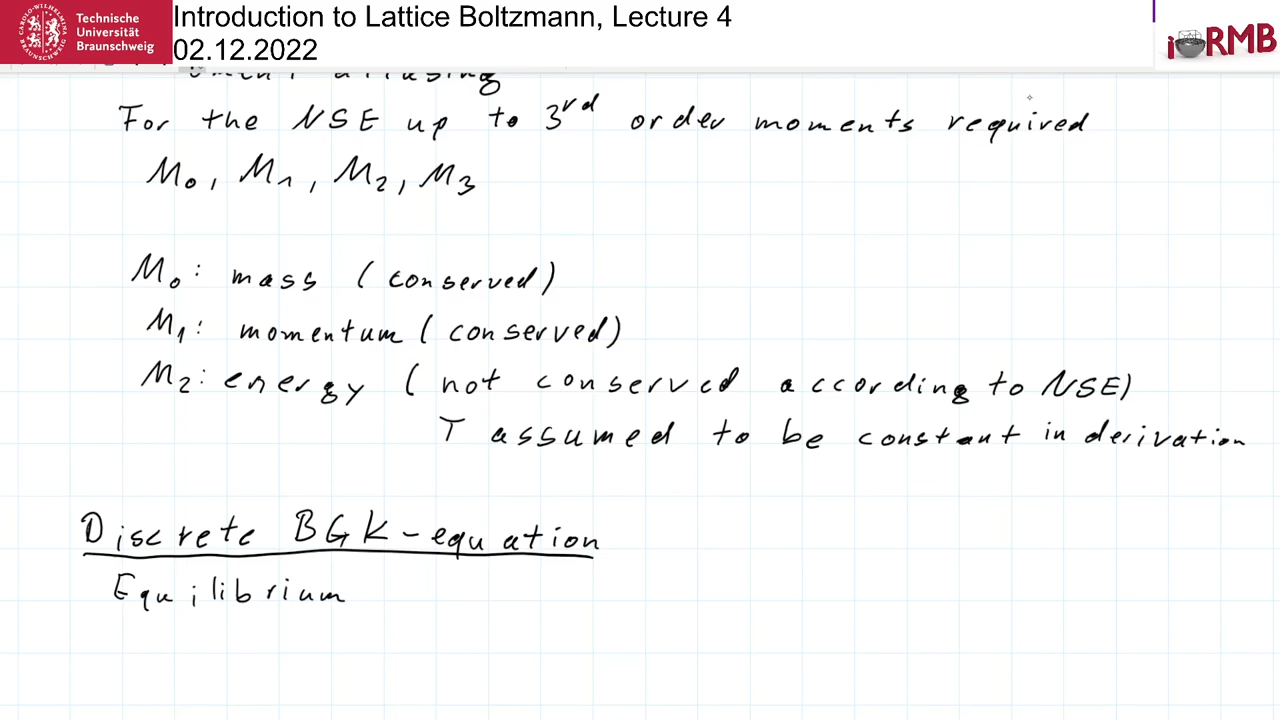 Technische
Universität
Braunschweig
Introduction to Lattice Boltzmann, Lecture 4
02.12.2022
iRMB
For the NSE up to 3rd order moments required
M0, M1, M2, M3
M0: mass (conserved)
M1: momentum (conserved)
M2: energy (not conserved according to NSE)
T assumed to be constant in derivation
Discrete BGK-equation
Equilibrium